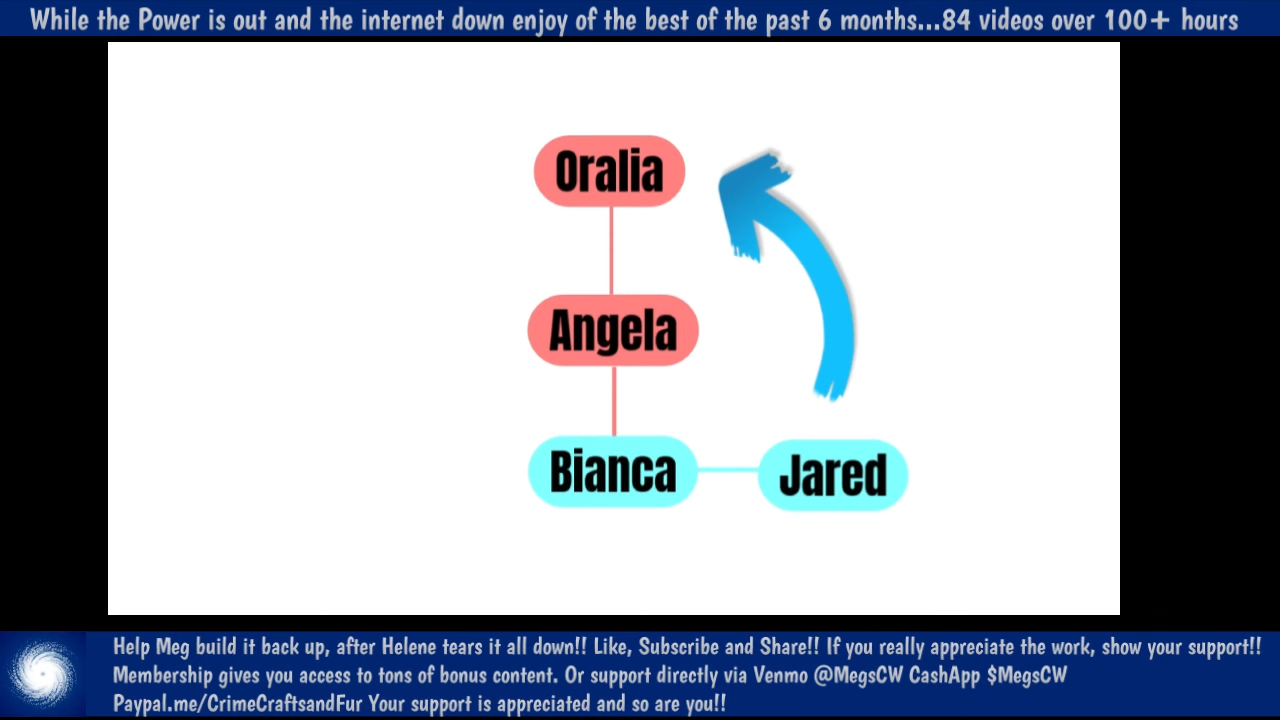 While the Power is out and the internet down enjoy of the best of the past 6 months...84 videos over 100+ hours
Oralia
Angela
Bianca
Jared
Help Meg build it back up, after Helene tears it all down!! Like, Subscribe and Share!! If you really appreciate the work, show your support!!
Membership gives you access to tons of bonus content. Or support directly via Venmo @MegsCW CashApp $MegsCW
Paypal.me/CrimeCraftsandFur Your support is appreciated and so are you!!